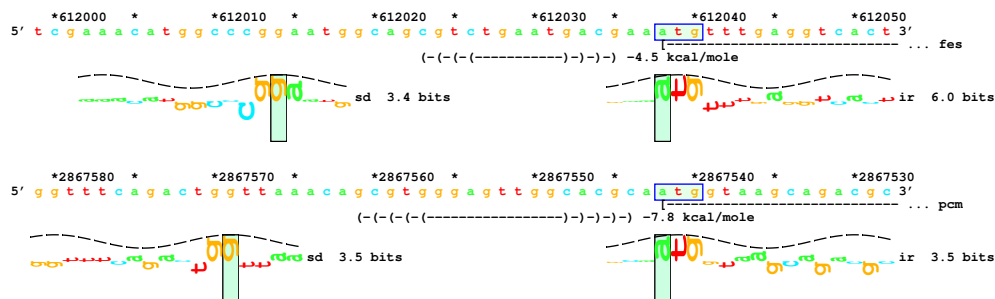 *612000 * *612010 * *612020 * *612030 * *612040 * *612050
5' t c g a a a c a t g g c c c g g a a t g g c a g c g t c t g a a t g a c g a a a t g t t t g a g g t c a c t 3'
[----------------------------- ... fes
(-(-(-(-----------)-)-)-) -4.5 kcal/mole
sd 3.4 bits
ir 6.0 bits
*2867580 * *2867570 * *2867560 * *2867550 * *2867540 * *2867530
5' g g t t t c a g a c t g g t t a a a c a g c g t g g g a g t t g g c a c g c a a t g g t a a g c a g a c g c 3'
[----------------------------- ... pcm
(-(-(-(-(-----------------)-)-)-)-) -7.8 kcal/mole
sd 3.5 bits
ir 3.5 bits